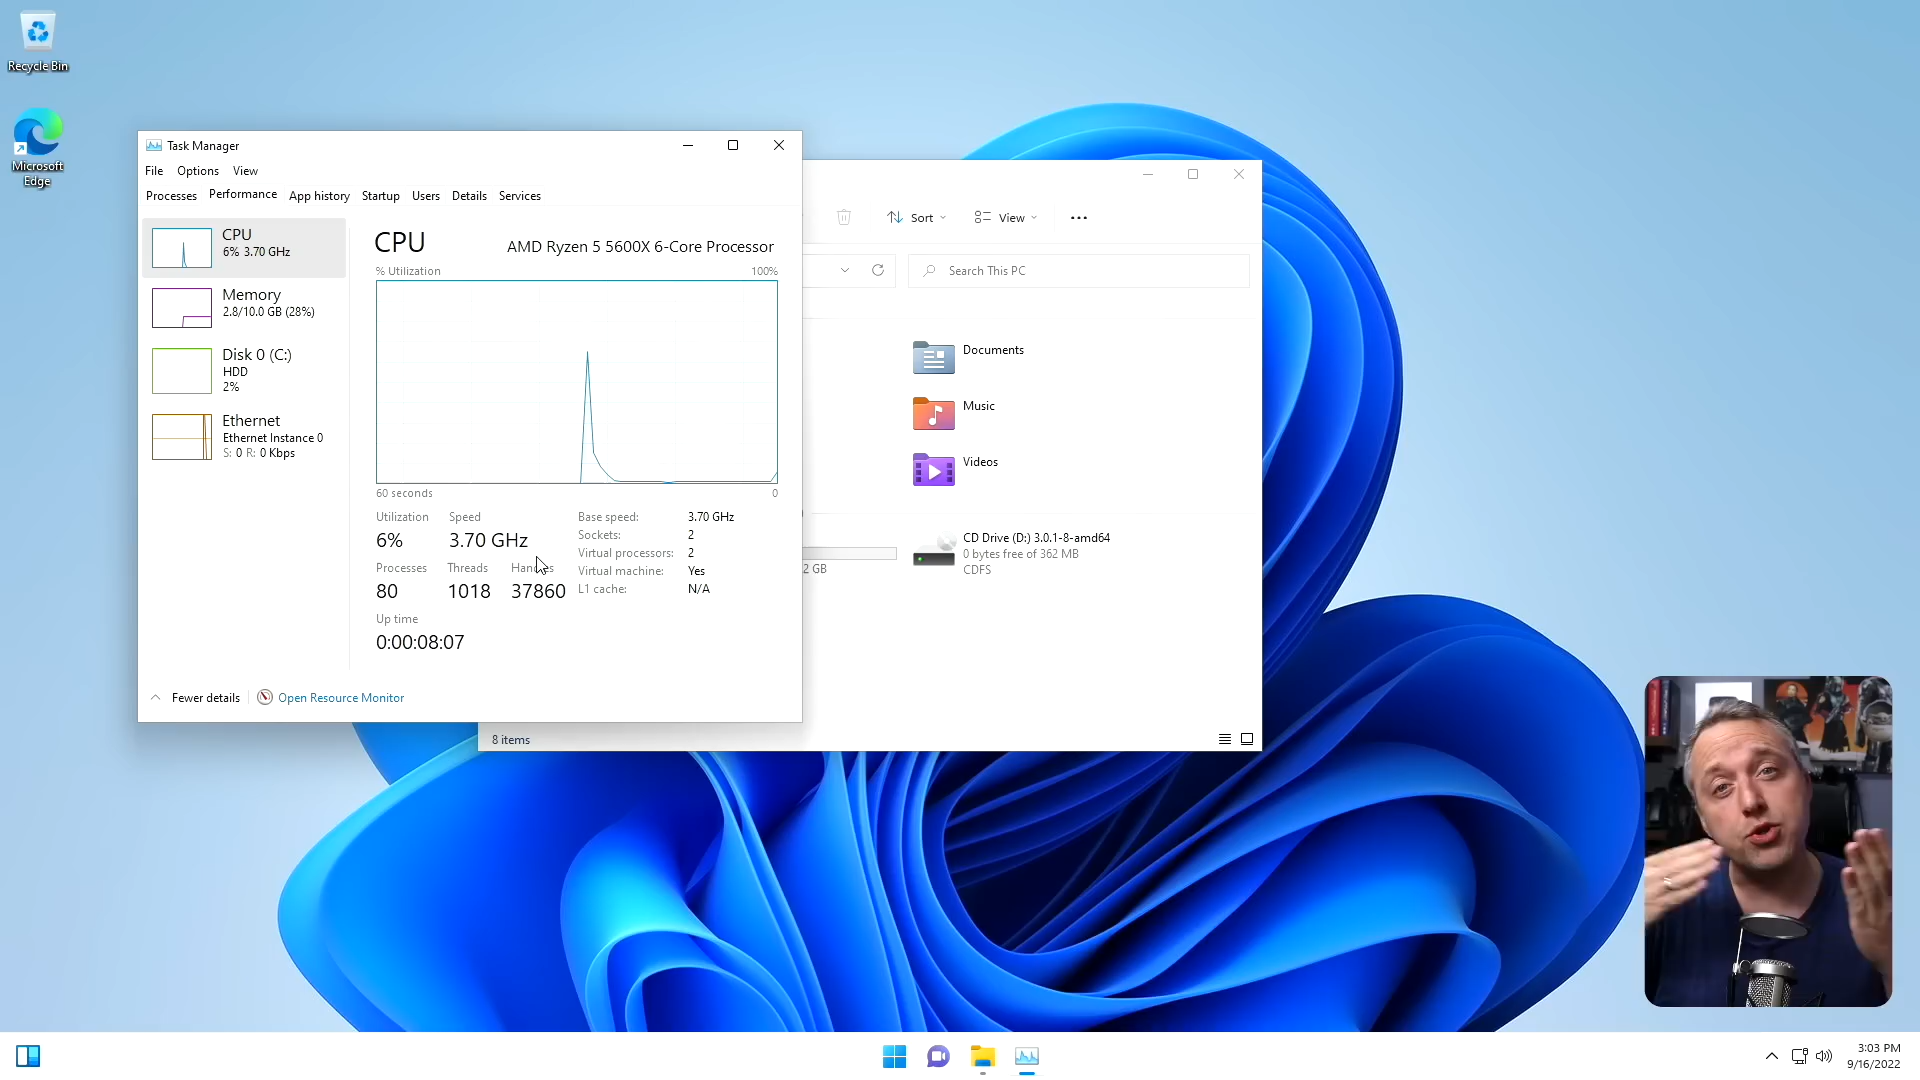 Recycle Bin
Microsoft
Edge
Task Manager
File Options View
Processes Performance App history Startup Users Details Services
CPU
6% 3.70 GHz
Memory
2.8/10.0 GB (28%)
Disk 0 (C:)
HDD
2%
Ethernet
Ethernet Instance 0
S: 0 R: 0 Kbps
CPU
AMD Ryzen 5 5600X 6-Core Processor
% Utilization 100%
60 seconds 0
Utilization Speed
6% 3.70 GHz
Processes Threads Handles
80 1018 37860
Up time
0:00:08:07
Base speed: 3.70 GHz
Sockets: 2
Virtual processors: 2
Virtual machine: Yes
L1 cache: N/A
Fewer details Open Resource Monitor
Sort View
Search This PC
Documents
Music
Videos
2 GB
CD Drive (D:) 3.0.1-8-amd64
0 bytes free of 362 MB
CDFS
8 items
3:03 PM
9/16/2022